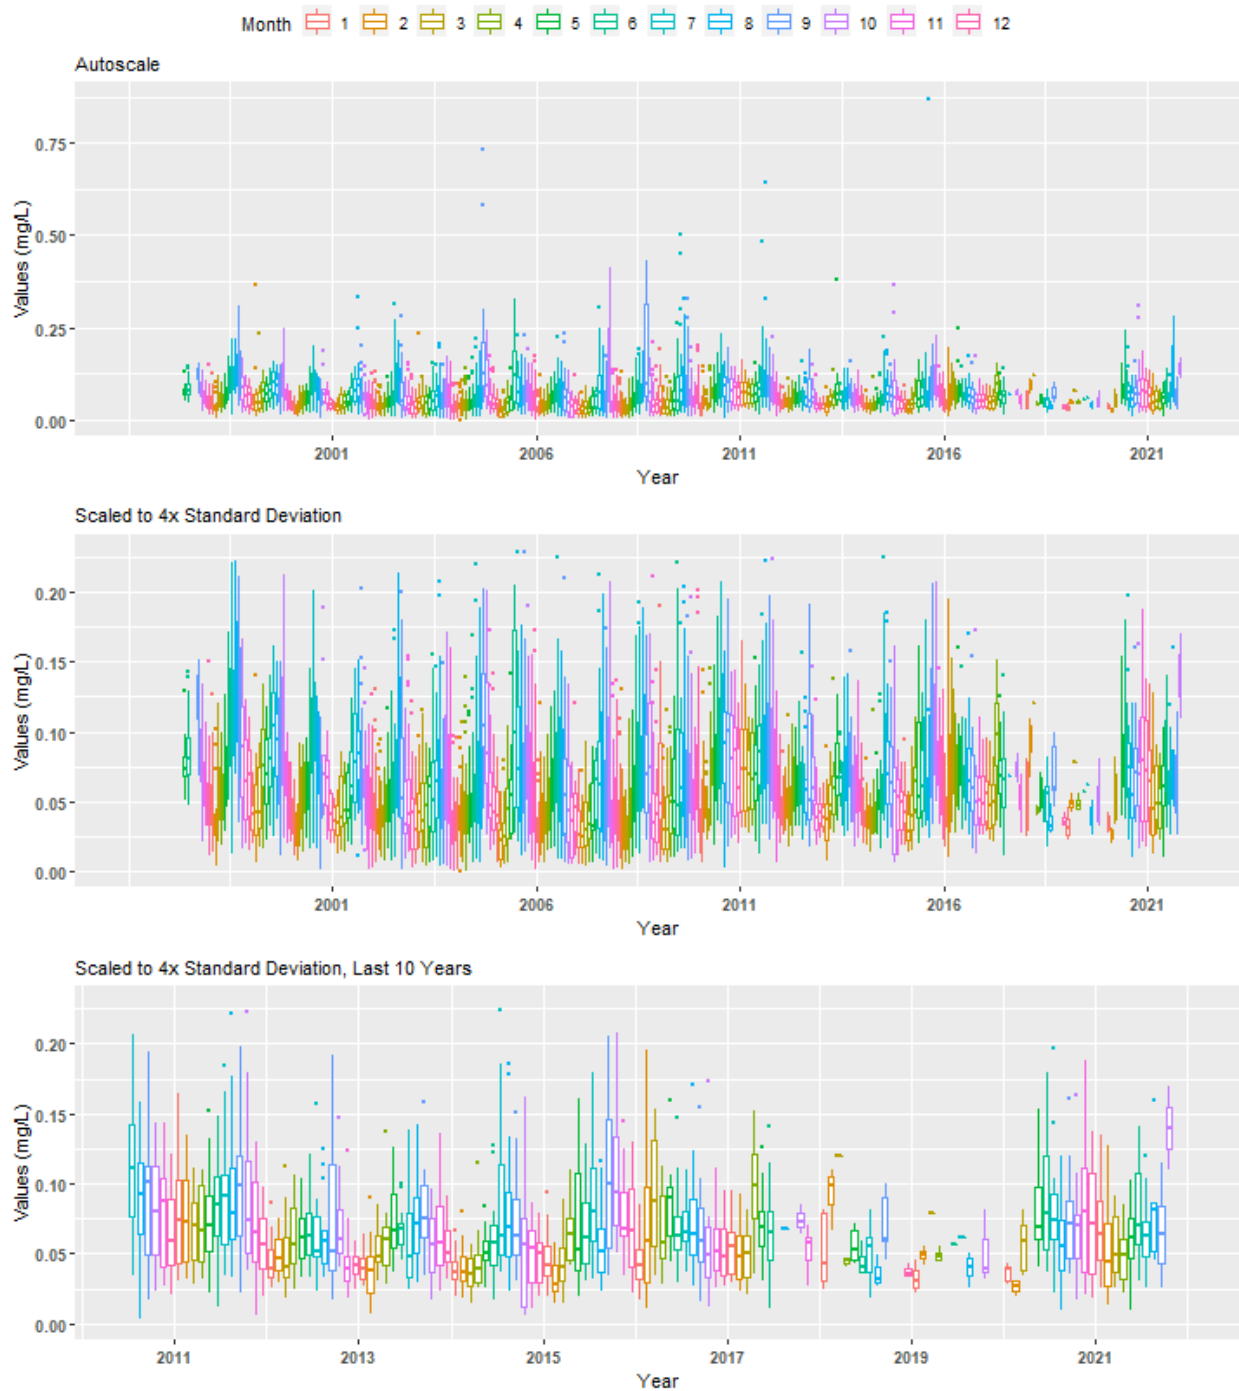 Month 1 2 3 4 5 6 7 8 9 10 11 12
Autoscale
Values (mg/L)
0.75
0.50
0.25
0.00
2001 2006 2011 2016 2021
Year
Scaled to 4x Standard Deviation
Values (mg/L)
0.20
0.15
0.10
0.05
0.00
2001 2006 2011 2016 2021
Year
Scaled to 4x Standard Deviation, Last 10 Years
Values (mg/L)
0.20
0.15
0.10
0.05
0.00
2011 2013 2015 2017 2019 2021
Year